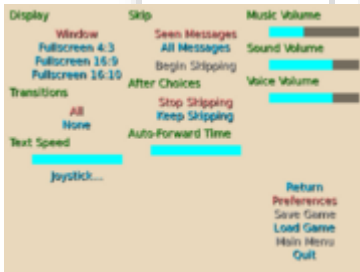 Display
Window
Fullscreen 4:3
Fullscreen 16:9
Fullscreen 16:10
Transitions
All
None
Text Speed
Joystick...
Skip
Seen Messages
All Messages
Begin Skipping
After Choices
Stop Skipping
Keep Skipping
Auto-Forward Time
Music Volume
Sound Volume
Voice Volume
Return
Preferences
Save Game
Load Game
Main Menu
Quit